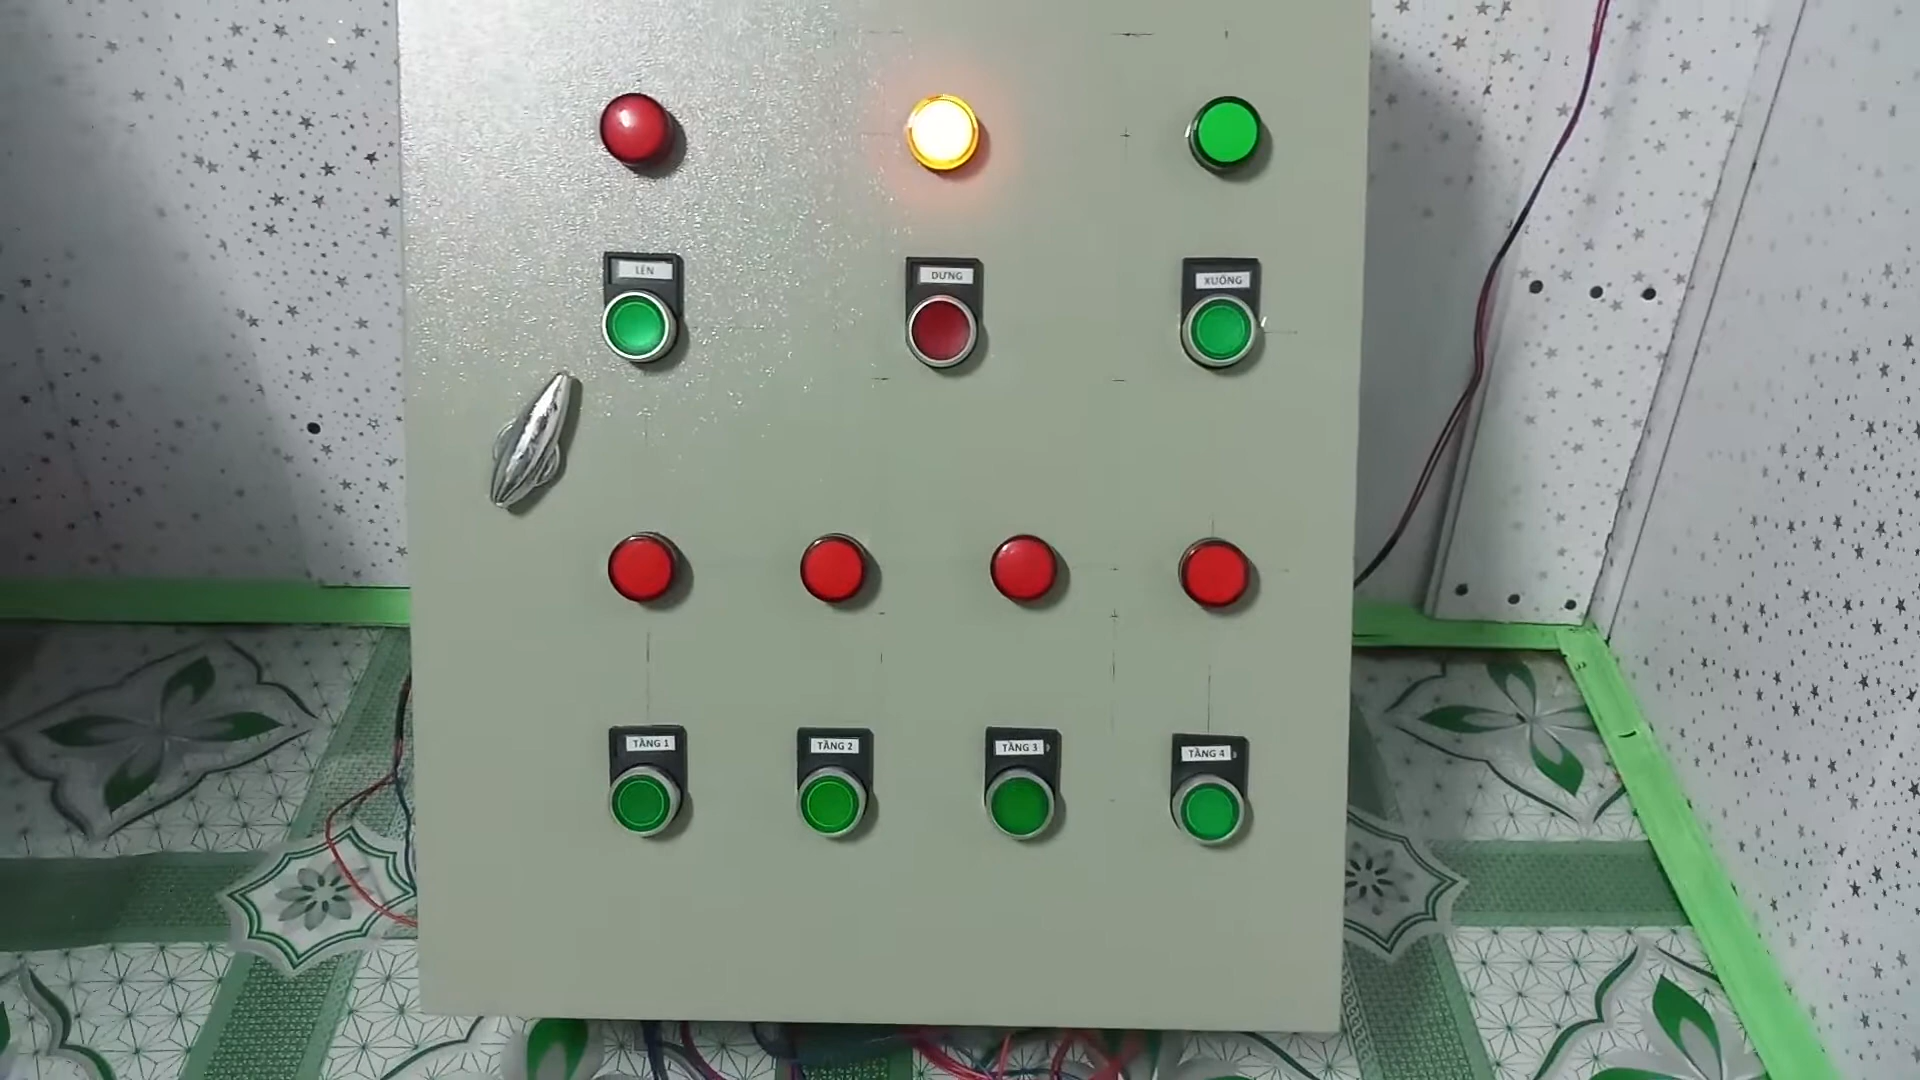 LÊN
DỪNG
XUỐNG
TẦNG 1
TẦNG 2
TẦNG 3
TẦNG 4